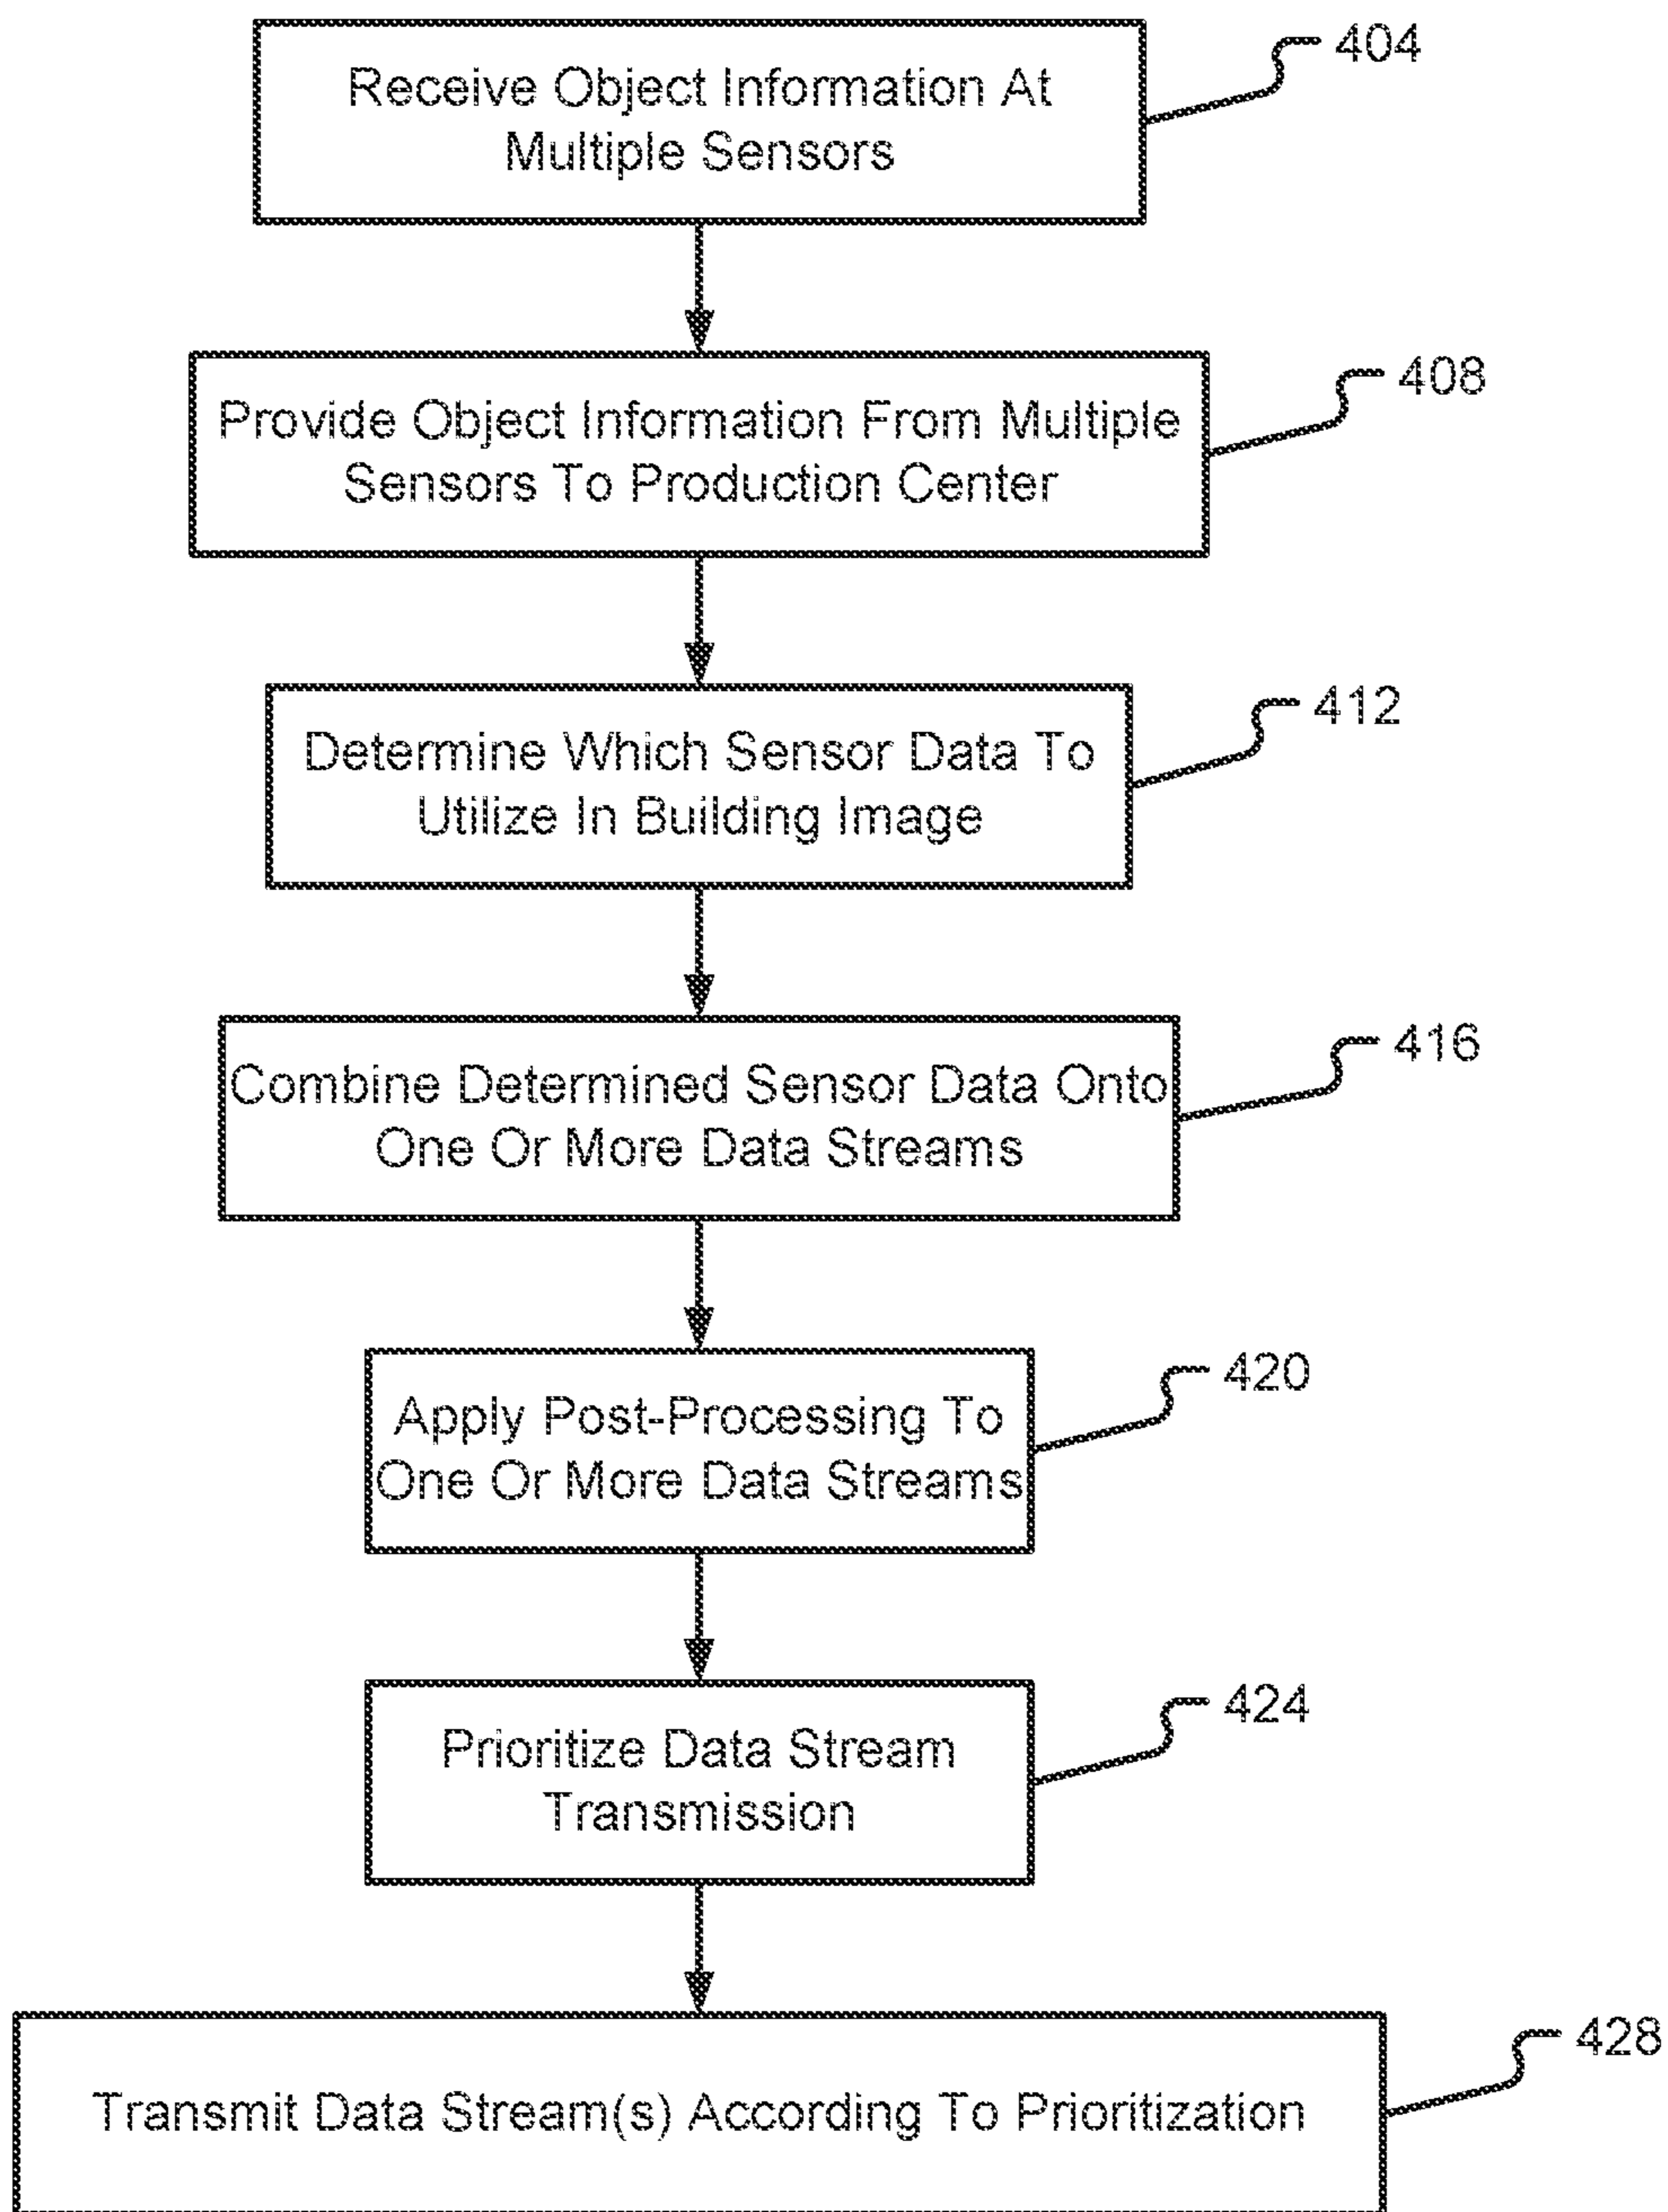 Receive Object Information At
Multiple Sensors
404
Provide Object Information From Multiple
Sensors To Production Center
408
Determine Which Sensor Data To
Utilize In Building Image
412
Combine Determined Sensor Data Onto
One Or More Data Streams
416
Apply Post-Processing To
One Or More Data Streams
420
Prioritize Data Stream
Transmission
424
Transmit Data Stream(s) According To Prioritization
428